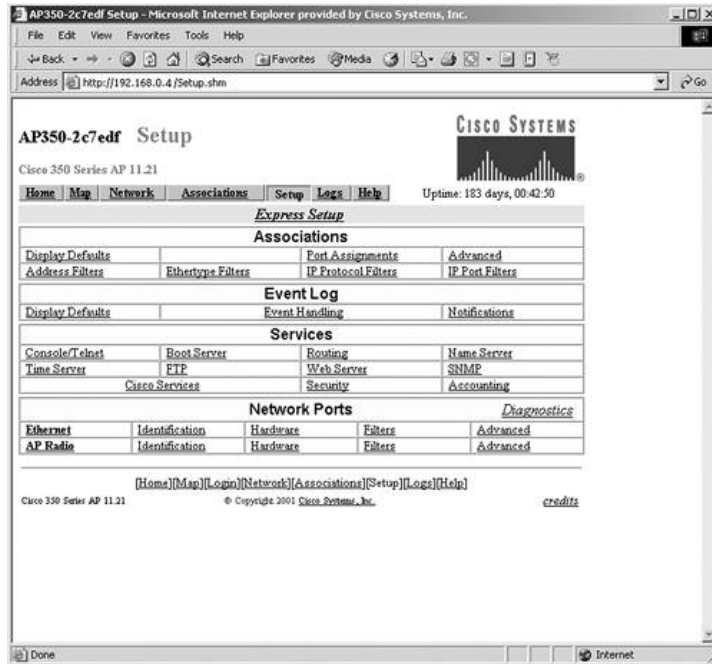 AP350-2c7edf Setup - Microsoft Internet Explorer provided by Cisco Systems, Inc.
File Edit View Favorites Tools Help
Back Search Favorites Media
Address http://192.168.0.4/Setup.shm Go
CISCO SYSTEMS
AP350-2c7edf Setup
Cisco 350 Series AP 11.21
Home Map Network Associations Setup Logs Help Uptime: 183 days, 00:42:50
Express Setup
Associations
Display Defaults Port Assignments Advanced
Address Filters Ethertype Filters IP Protocol Filters IP Port Filters
Event Log
Display Defaults Event Handling Notifications
Services
Console/Telnet Boot Server Routing Name Server
Time Server FTP Web Server SNMP
Cisco Services Security Accounting
Network Ports Diagnostics
Ethernet Identification Hardware Filters Advanced
AP Radio Identification Hardware Filters Advanced
[Home][Map][Login][Network][Associations][Setup][Logs][Help]
Cisco 350 Series AP 11.21 © Copyright 2001 Cisco Systems, Inc. credits
Done Internet